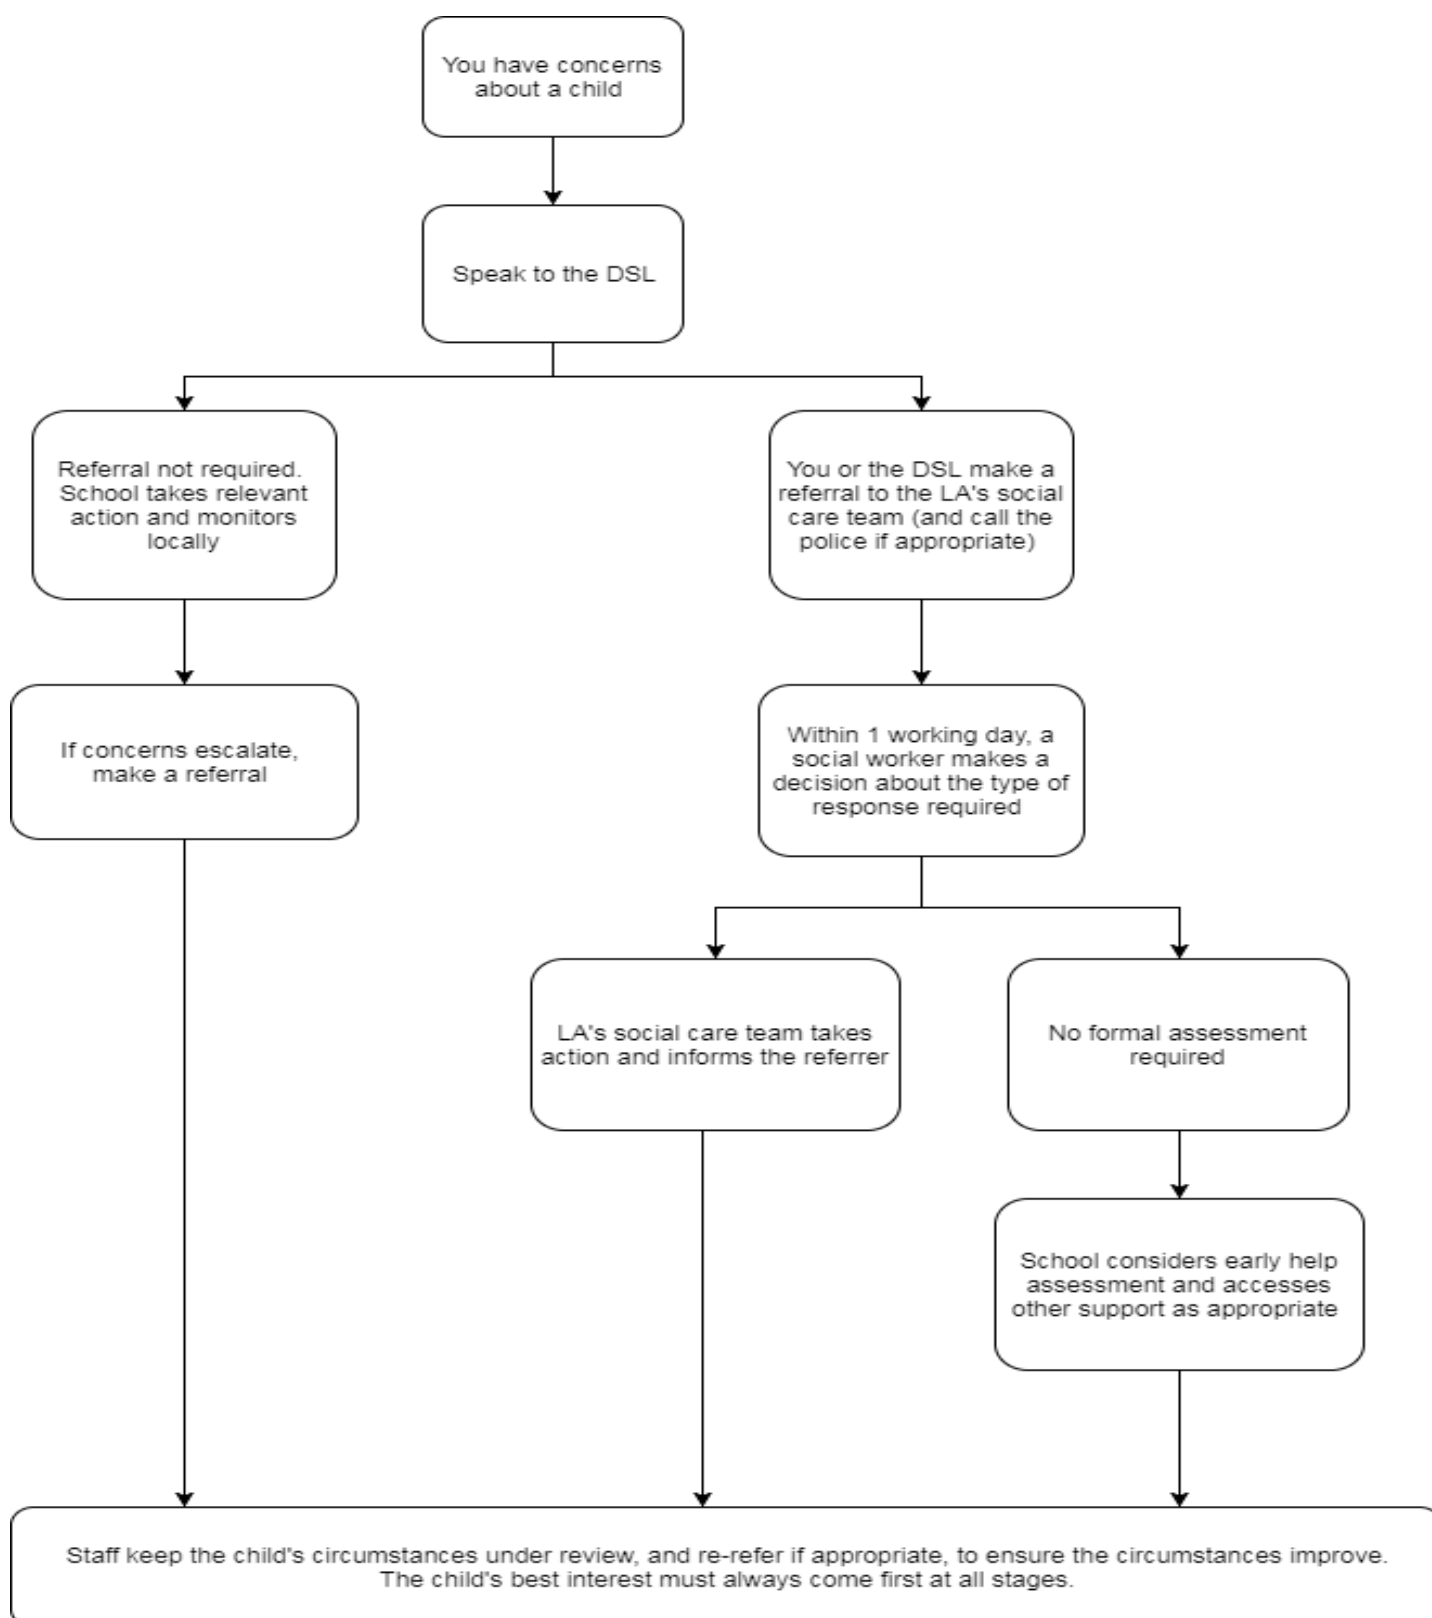 You have concerns
about a child
Speak to the DSL
Referral not required.
School takes relevant
action and monitors
locally
You or the DSL make a
referral to the LA's social
care team (and call the
police if appropriate)
If concerns escalate,
make a referral
Within 1 working day, a
social worker makes a
decision about the type of
response required
LA's social care team takes
action and informs the referrer
No formal assessment
required
School considers early help
assessment and accesses
other support as appropriate
Staff keep the child's circumstances under review, and re-refer if appropriate, to ensure the circumstances improve.
The child's best interest must always come first at all stages.